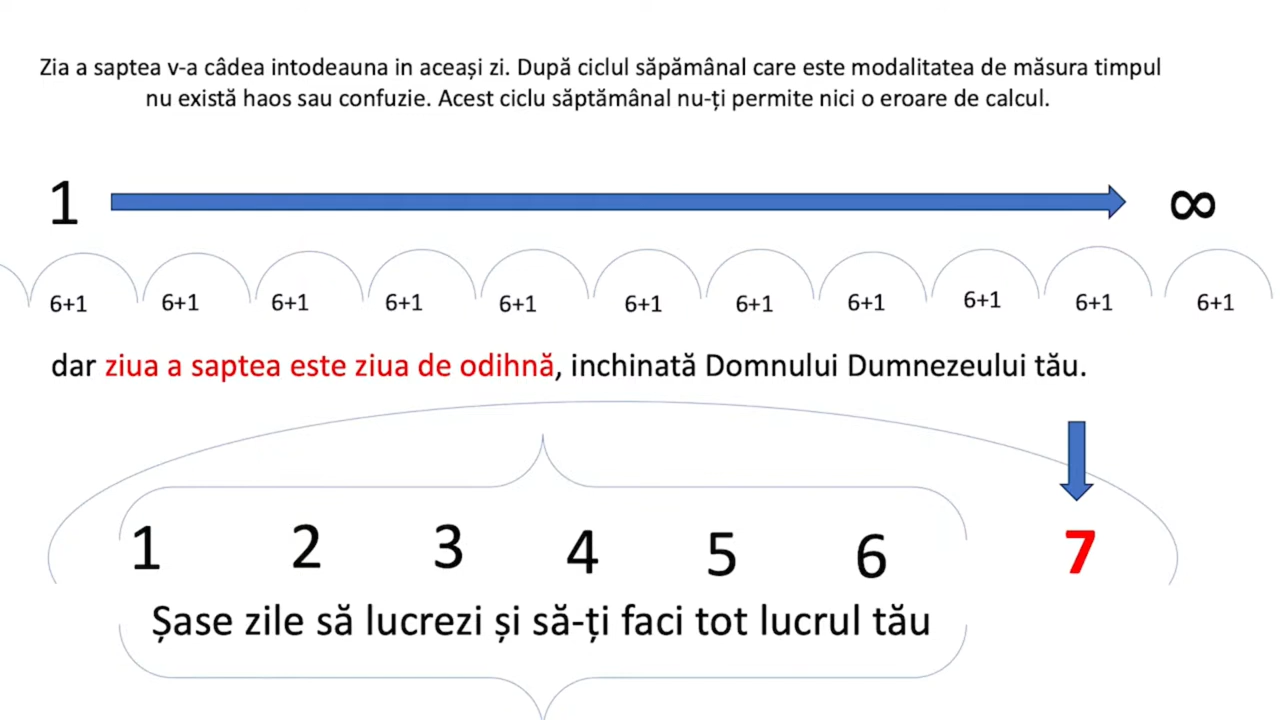 Zia a saptea v-a câdea intodeauna in aceași zi. După ciclul săpămânal care este modalitatea de măsura timpul
nu există haos sau confuzie. Acest ciclu săptămânal nu-ți permite nici o eroare de calcul.
1 ∞
6+1 6+1 6+1 6+1 6+1 6+1 6+1 6+1 6+1 6+1 6+1
dar ziua a saptea este ziua de odihnă, inchinată Domnului Dumnezeului tău.
1 2 3 4 5 6 7
Șase zile să lucrezi și să-ți faci tot lucrul tău